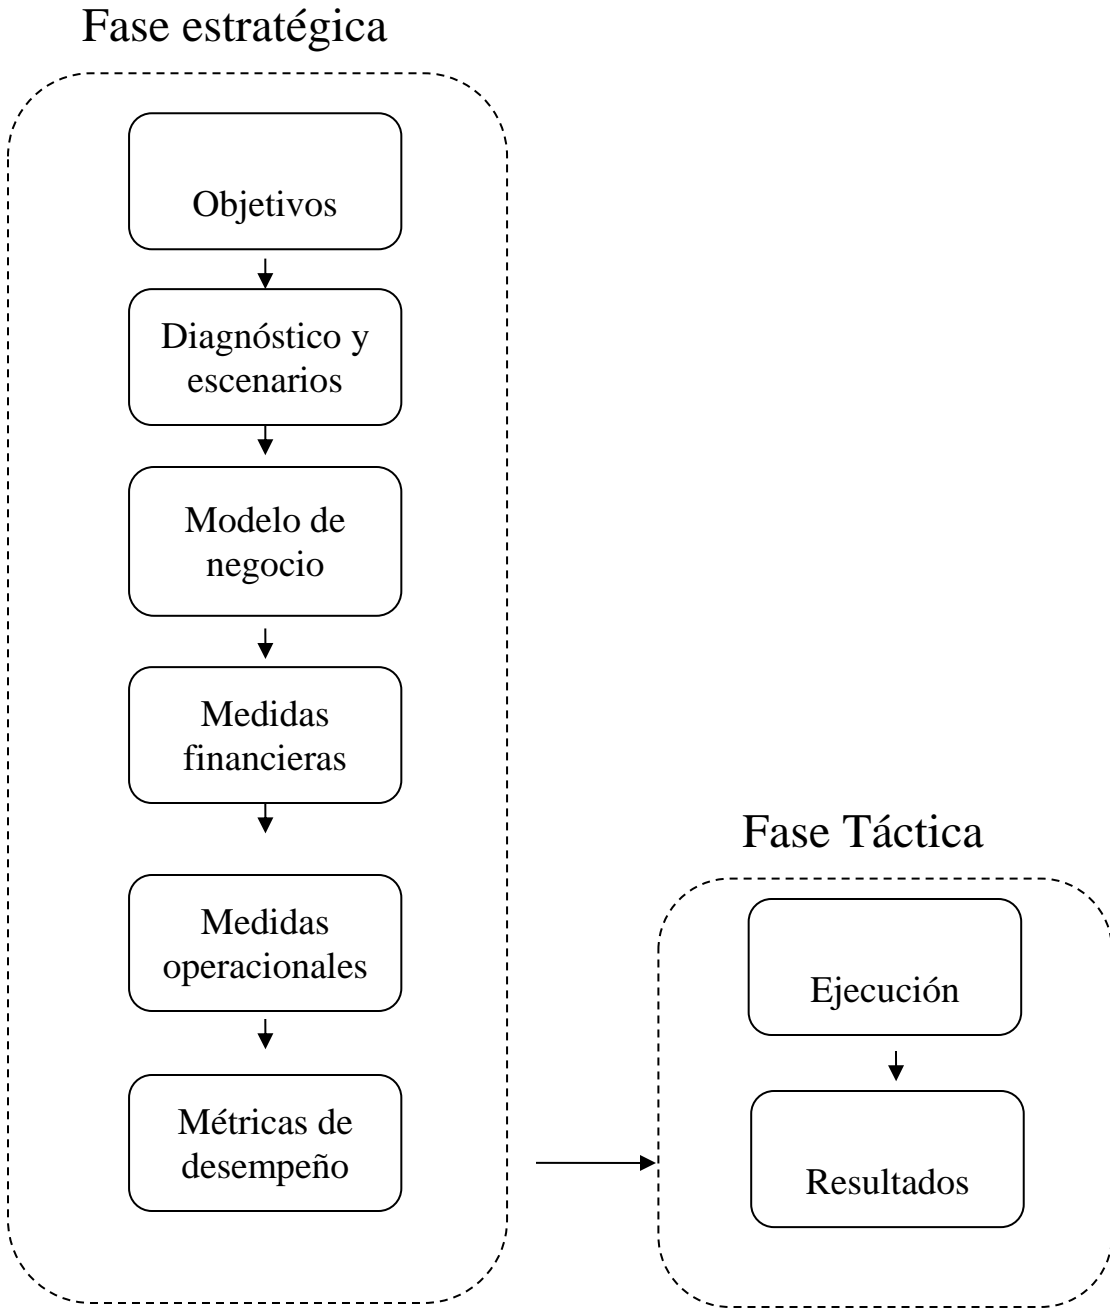 Fase estratégica
Objetivos
Diagnóstico y
escenarios
Modelo de
negocio
Medidas
financieras
Medidas
operacionales
Métricas de
desempeño
Fase Táctica
Ejecución
Resultados